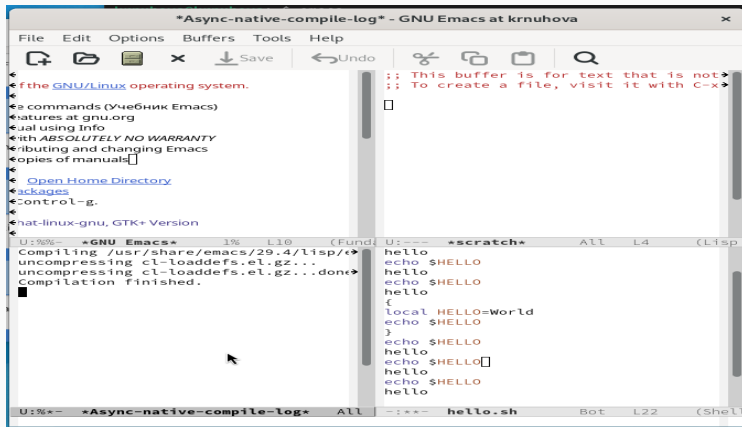 *Async-native-compile-log* - GNU Emacs at krnuhova
File Edit Options Buffers Tools Help
Save Undo
f the GNU/Linux operating system.
e commands (Учебник Emacs)
eatures at gnu.org
ual using Info
ith ABSOLUTELY NO WARRANTY
ributing and changing Emacs
opies of manuals
Open Home Directory
ackages
Control-g.
hat-linux-gnu, GTK+ Version
U:%%- *GNU Emacs* 1% L10 (Fund
;; This buffer is for text that is not
;; To create a file, visit it with C-x
U:--- *scratch* All L4 (Lisp
Compiling /usr/share/emacs/29.4/lisp/e
uncompressing cl-loaddefs.el.gz...
uncompressing cl-loaddefs.el.gz...done
Compilation finished.
U:%*- *Async-native-compile-log* All
hello
echo $HELLO
hello
echo $HELLO
hello
{
local HELLO=World
echo $HELLO
}
echo $HELLO
hello
echo $HELLO
hello
echo $HELLO
hello
-:**- hello.sh Bot L22 (Shel